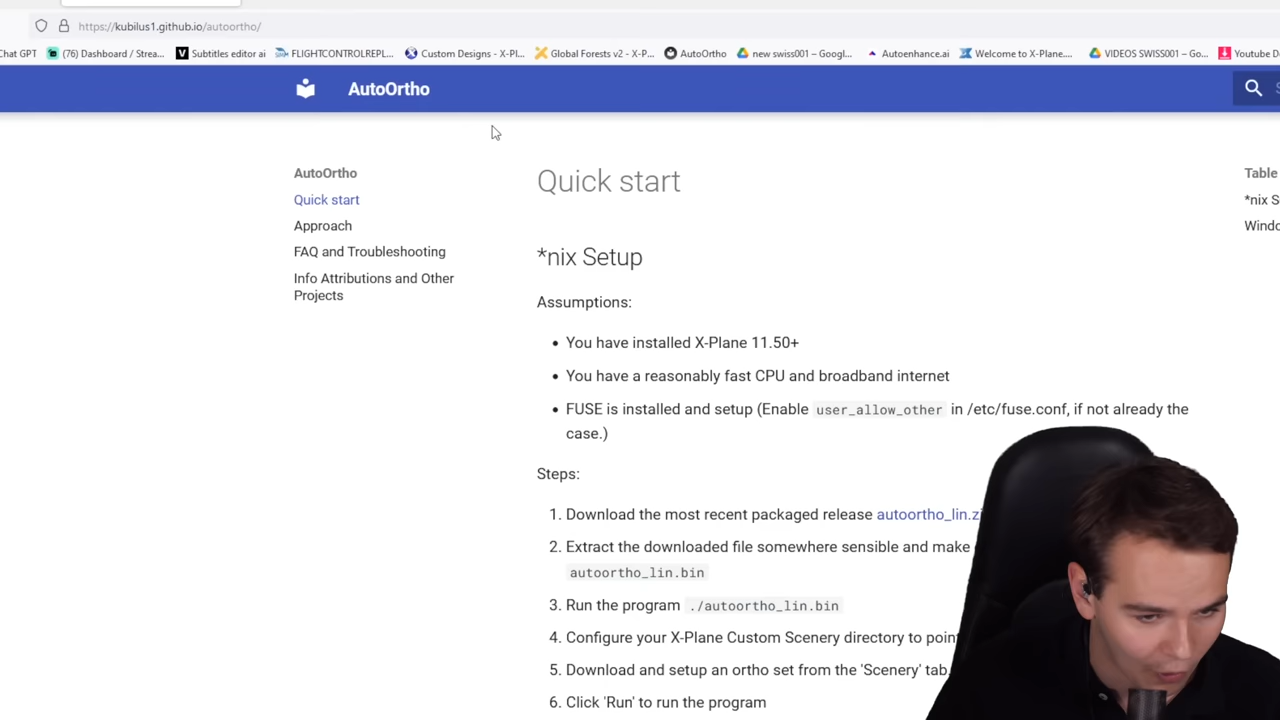 https://kubilus1.github.io/autoortho/
Chat GPT
(76) Dashboard / Strea...
Subtitles editor ai
FLIGHTCONTROLREPL...
Custom Designs - X-Pl...
Global Forests v2 - X-P...
AutoOrtho
new swiss001 – Googl...
Autoenhance.ai
Welcome to X-Plane....
VIDEOS SWISS001 – Go...
Youtube Da
AutoOrtho
AutoOrtho
Quick start
Approach
FAQ and Troubleshooting
Info Attributions and Other
Projects
Quick start
*nix Setup
Assumptions:
• You have installed X-Plane 11.50+
• You have a reasonably fast CPU and broadband internet
• FUSE is installed and setup (Enable user_allow_other in /etc/fuse.conf, if not already the
case.)
Steps:
1. Download the most recent packaged release autoortho_lin.zi
2. Extract the downloaded file somewhere sensible and make
autoortho_lin.bin
3. Run the program ./autoortho_lin.bin
4. Configure your X-Plane Custom Scenery directory to point
5. Download and setup an ortho set from the 'Scenery' tab.
6. Click 'Run' to run the program
Table
*nix S
Windo